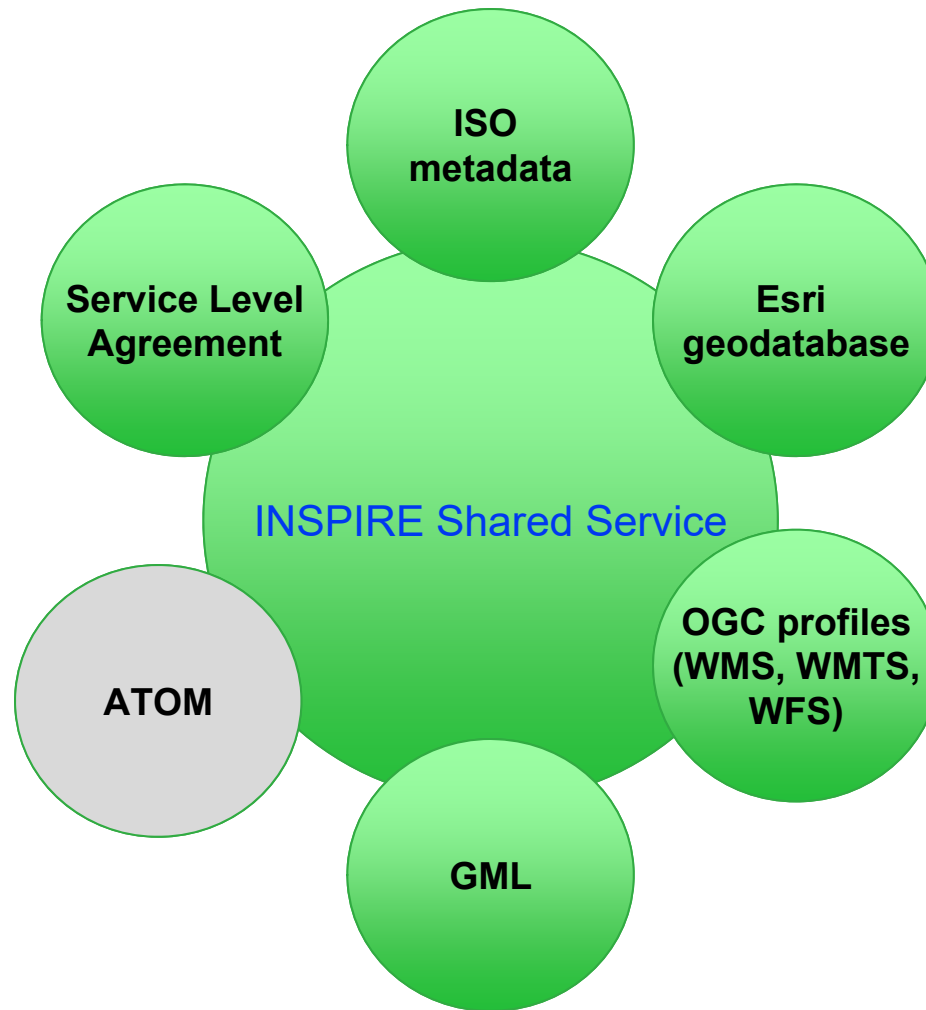 ISO
metadata
Service Level
Agreement
Esri
geodatabase
INSPIRE Shared Service
OGC profiles
(WMS, WMTS,
WFS)
ATOM
GML